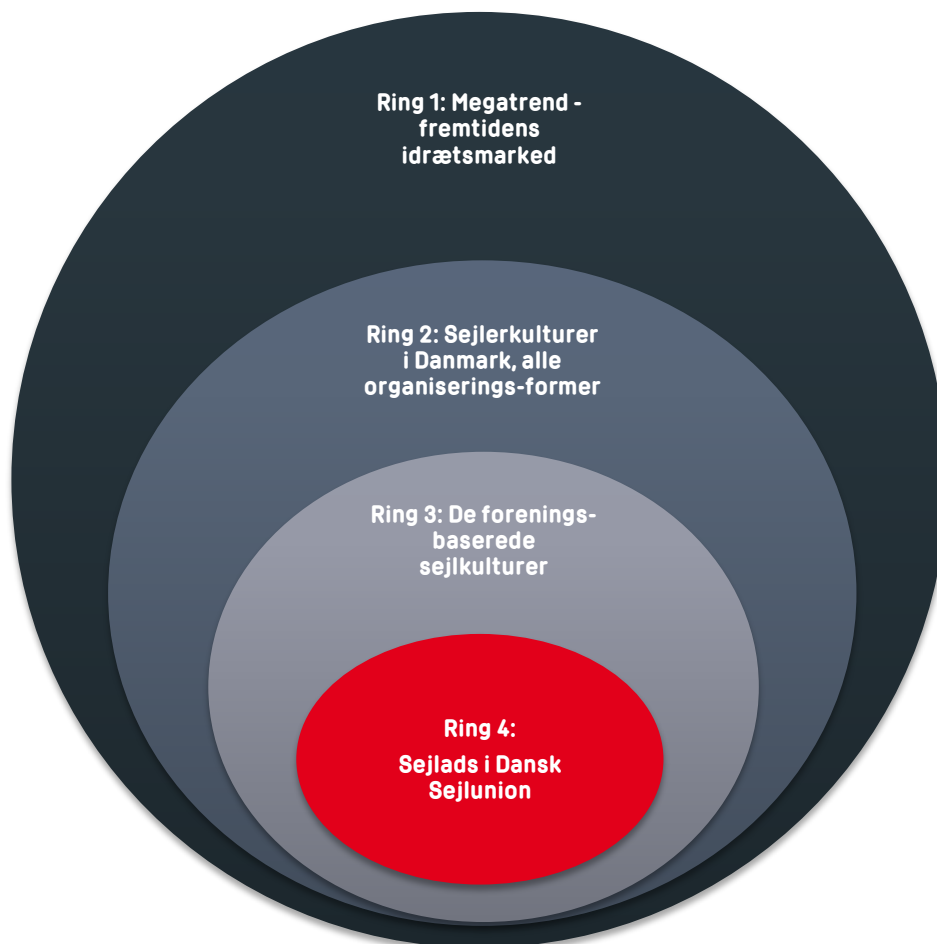 Ring 1: Megatrend -
fremtidens
idrætsmarked
Ring 2: Sejlerkulturer
i Danmark, alle
organiserings-former
Ring 3: De forenings-
baserede
sejlkulturer
Ring 4:
Sejlads i Dansk
Sejlunion